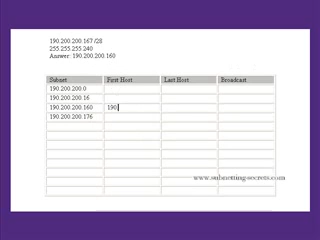 190.200.200.167 /28
255.255.255.240
Answer: 190.200.200.160
Subnet First Host Last Host Broadcast
190.200.200.0
190.200.200.16
190.200.200.160 190
190.200.200.176
www.subnetting-secrets.com